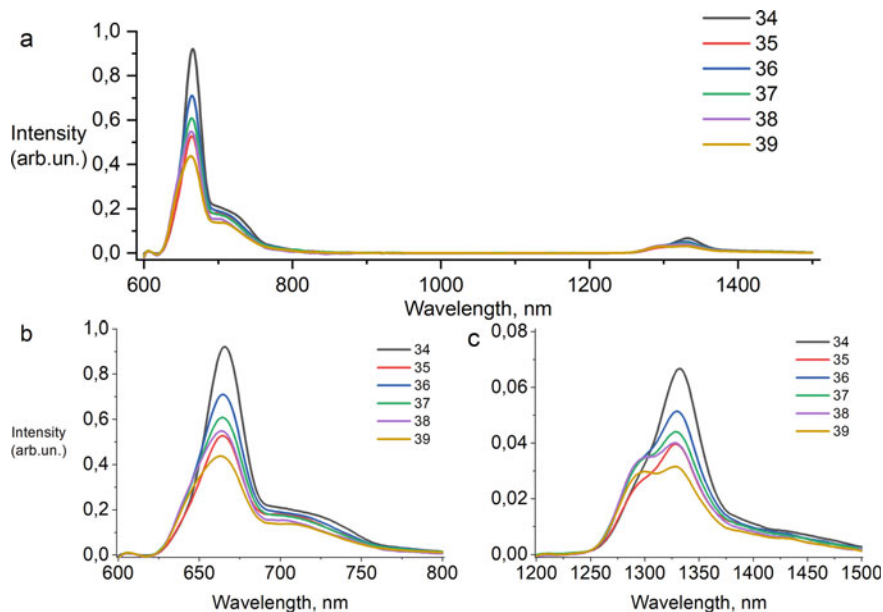 a
1,0
0,8
0,6
0,4
0,2
0,0
Intensity
(arb.un.)
600 800 1000 1200 1400
Wavelength, nm
34
35
36
37
38
39
b
1,0
0,8
0,6
0,4
0,2
0,0
Intensity
(arb.un.)
600 650 700 750 800
Wavelength, nm
34
35
36
37
38
39
c
0,08
0,06
0,04
0,02
0,00
Intensity
(arb.un.)
1200 1250 1300 1350 1400 1450 1500
Wavelength, nm
34
35
36
37
38
39